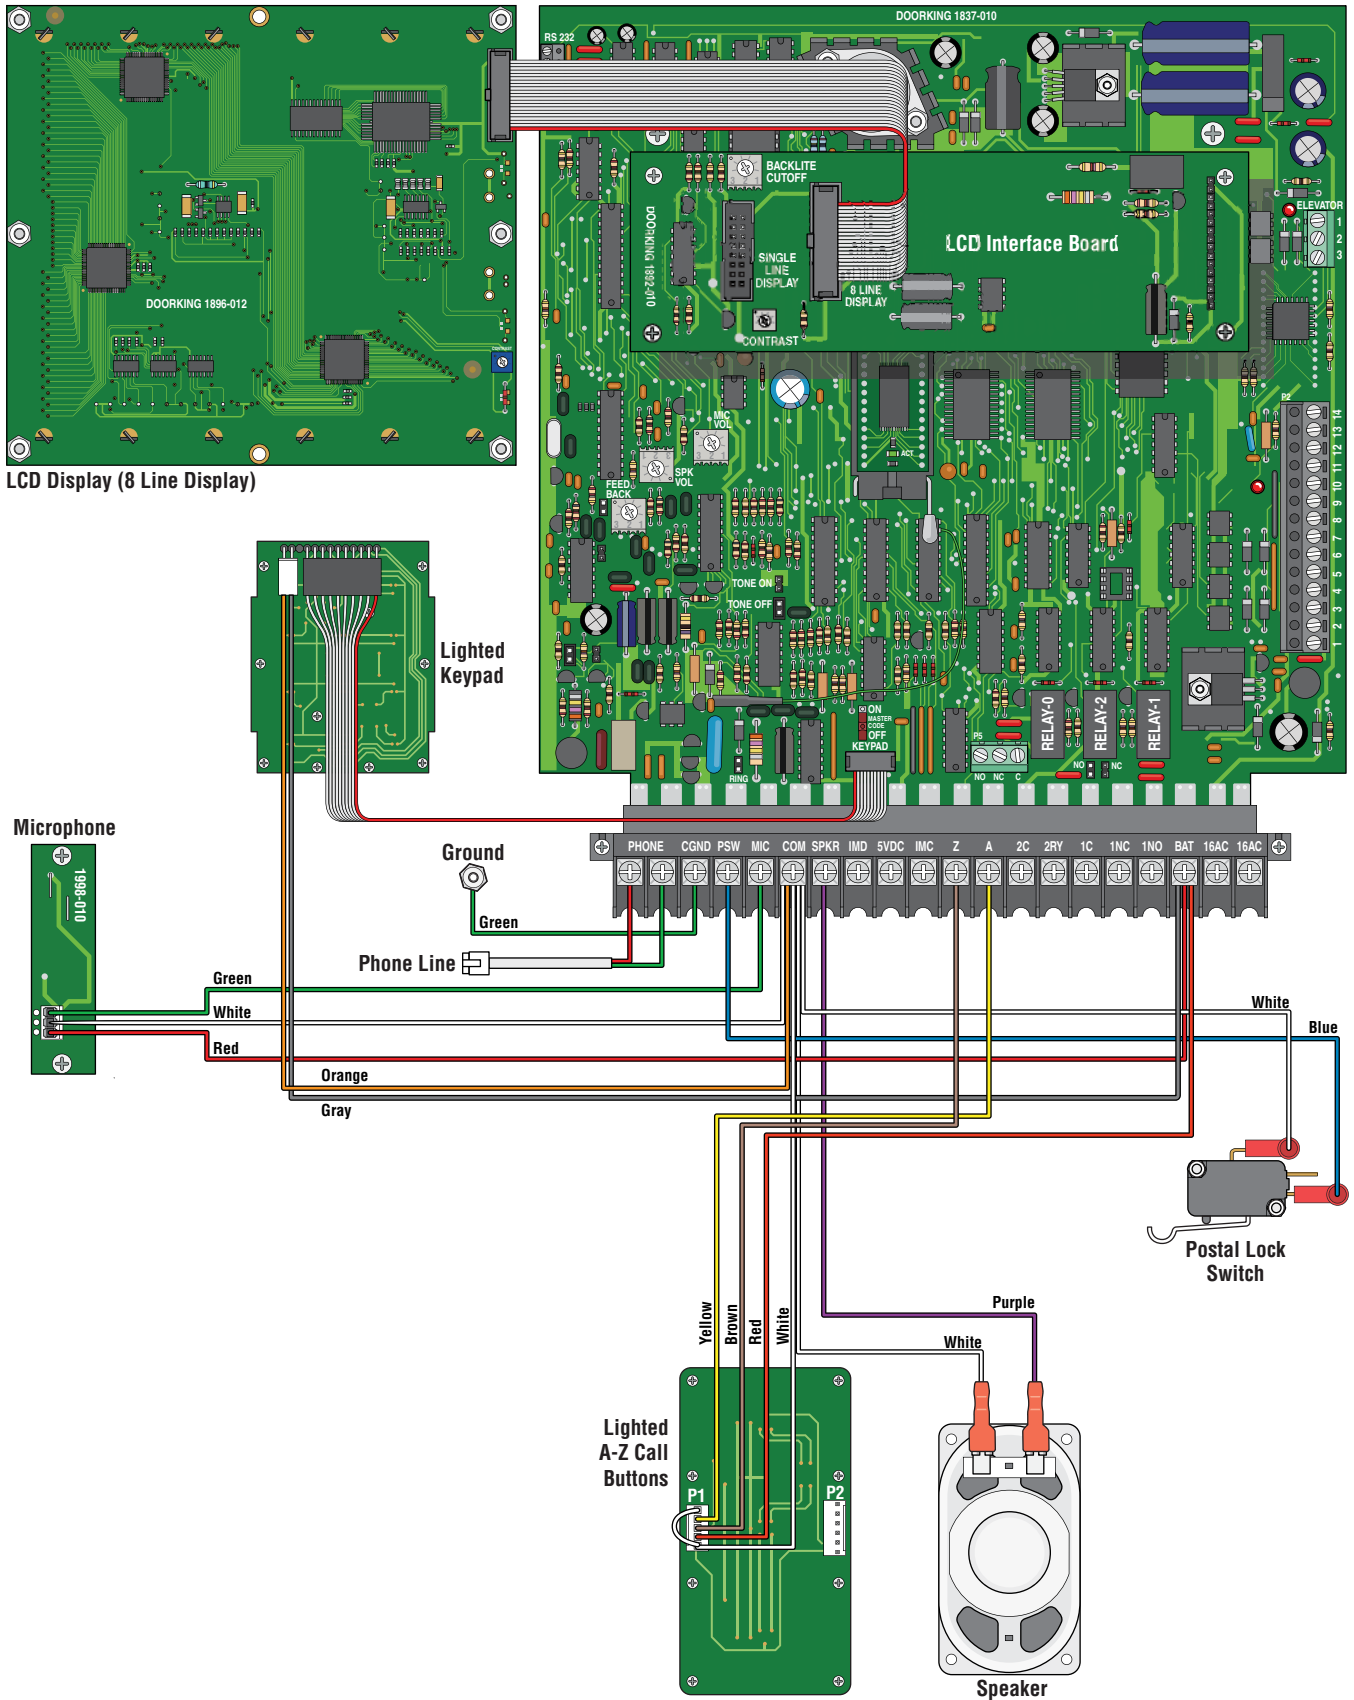 DOORKING 1837-010
RS 232
BACKLITE
CUTOFF
DOORKING 1892-010
SINGLE
LINE
DISPLAY
8 LINE
DISPLAY
CONTRAST
LCD Interface Board
ELEVATOR
1
2
3
DOORKING 1896-012
CONTRAST
LCD Display (8 Line Display)
MIC
VOL
SPK
VOL
FEED
BACK
ACT
P2
14
13
12
11
10
9
8
7
6
5
4
3
2
1
TONE ON
TONE OFF
Lighted
Keypad
ON
MASTER
CODE
OFF
KEYPAD
RING
P5
NO NC C
RELAY-0
RELAY-2
RELAY-1
NO
NC
PHONE CGND PSW MIC COM SPKR IMD 5VDC IMC Z A 2C 2RY 1C 1NC 1NO BAT 16AC 16AC
Microphone
1998-010
Ground
Green
Phone Line
Green
White
Red
Orange
Gray
White
Blue
Postal Lock
Switch
Yellow
Brown
Red
White
Purple
White
Lighted
A-Z Call
Buttons
P1
P2
Speaker